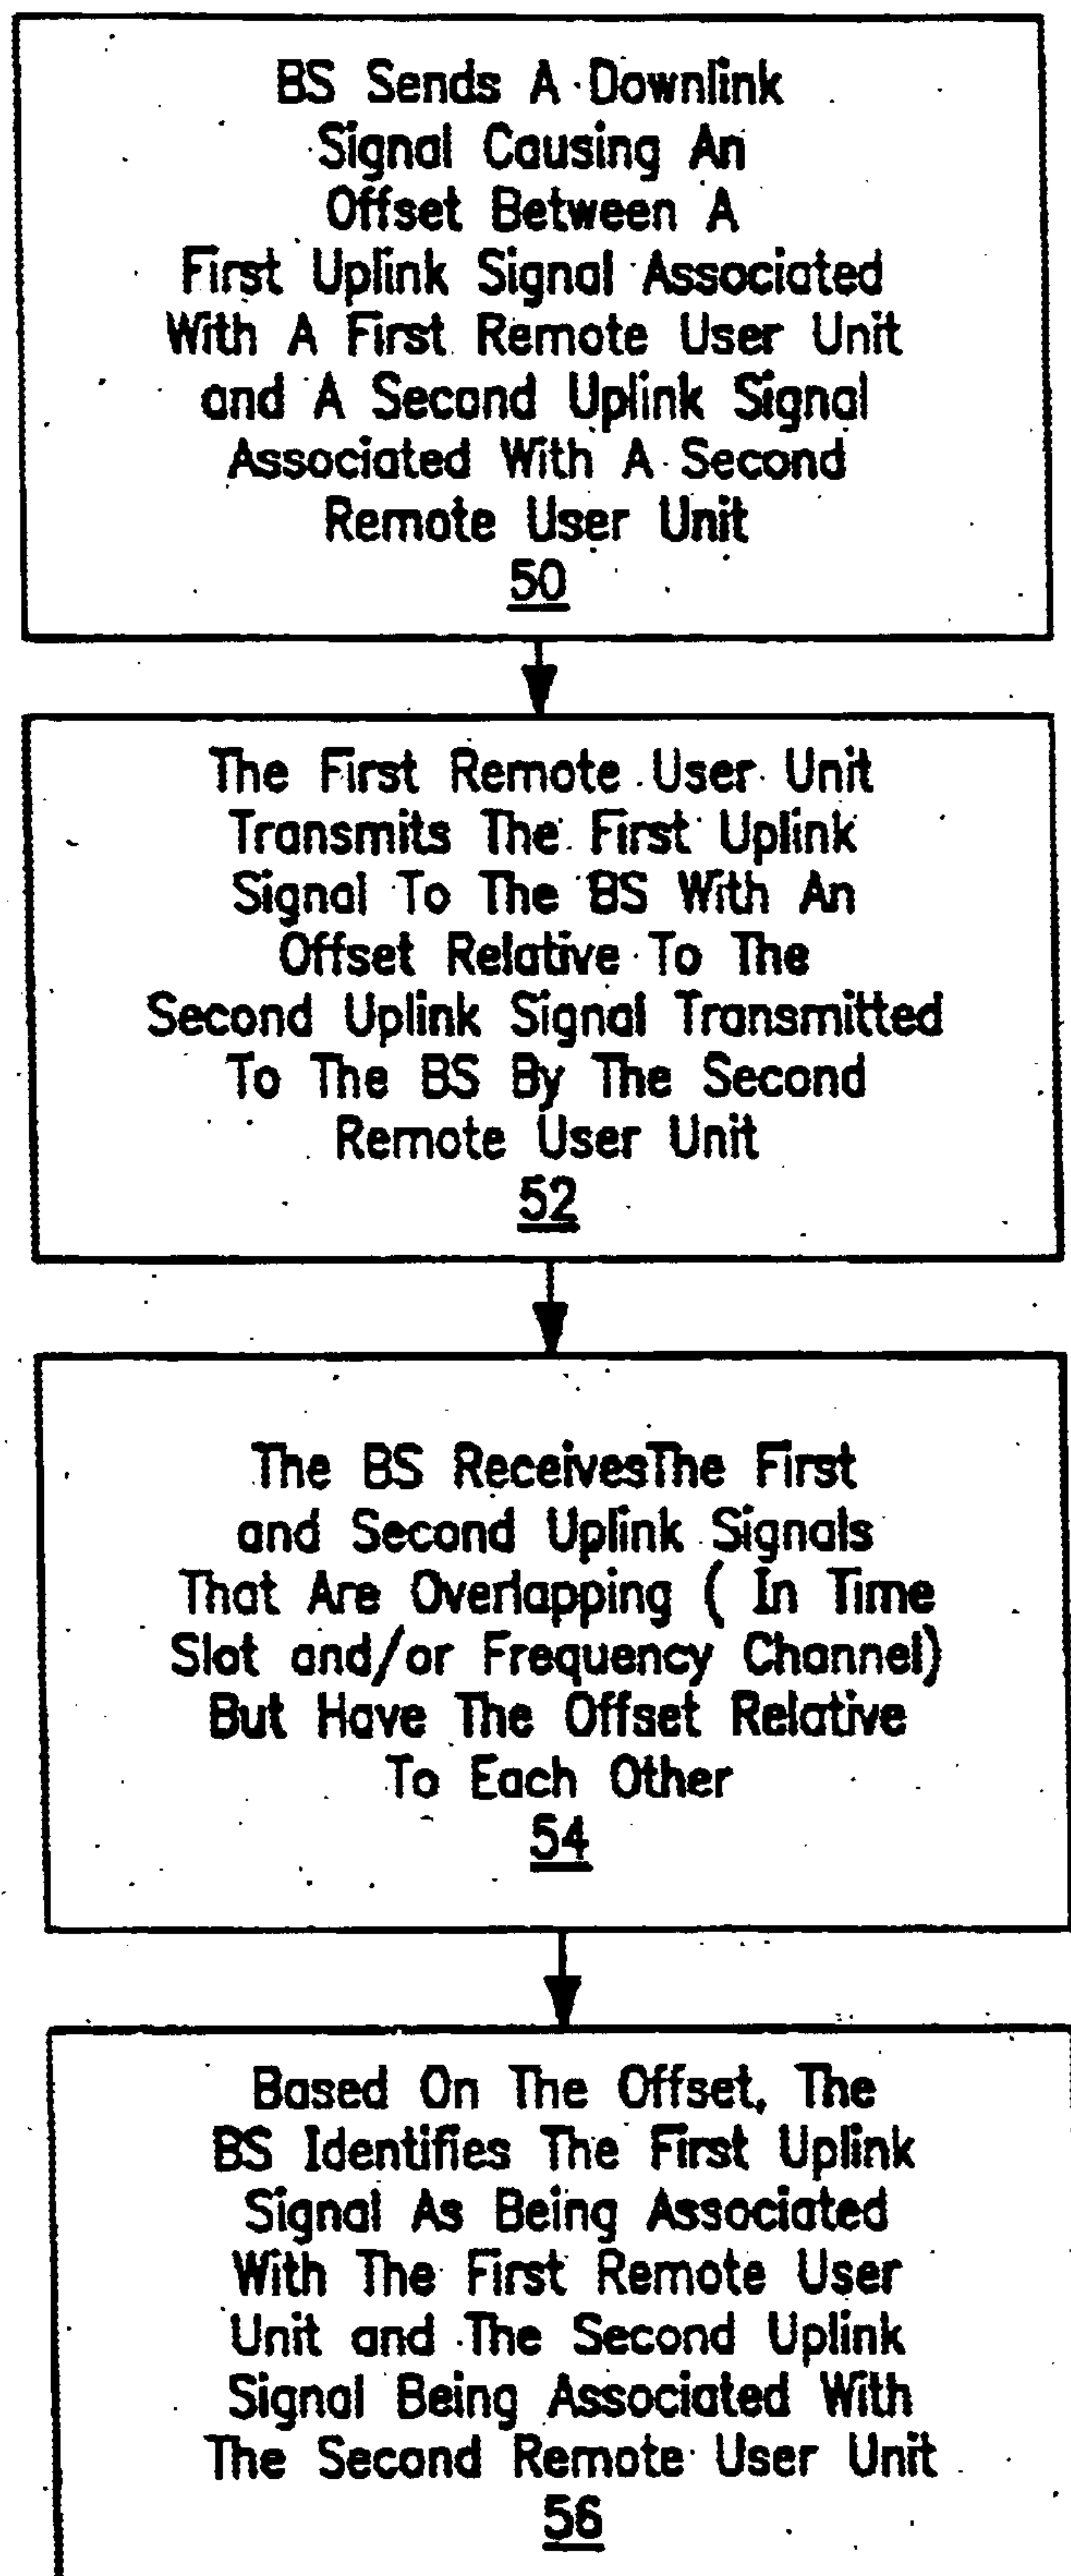 BS Sends A Downlink
Signal Causing An
Offset Between A
First Uplink Signal Associated
With A First Remote User Unit
and A Second Uplink Signal
Associated With A Second
Remote User Unit
50
The First Remote User Unit
Transmits The First Uplink
Signal To The BS With An
Offset Relative To The
Second Uplink Signal Transmitted
To The BS By The Second
Remote User Unit
52
The BS ReceivesThe First
and Second Uplink Signals
That Are Overlapping ( In Time
Slot and/or Frequency Channel)
But Have The Offset Relative
To Each Other
54
Based On The Offset, The
BS Identifies The First Uplink
Signal As Being Associated
With The First Remote User
Unit and The Second Uplink
Signal Being Associated With
The Second Remote User Unit
56